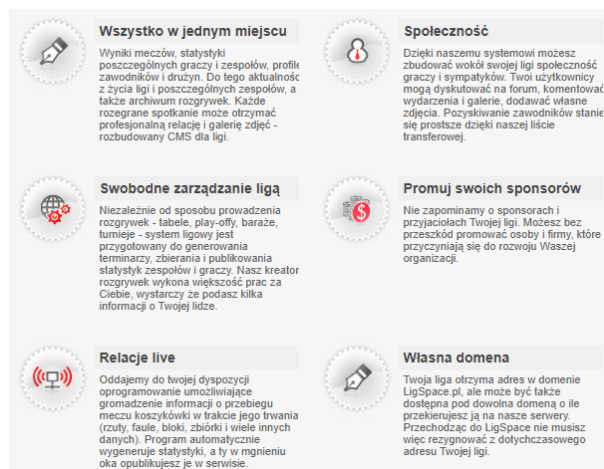 Wszystko w jednym miejscu
Wyniki meczów, statystyki
poszczególnych graczy i zespołów, profile
zawodników i drużyn. Do tego aktualnośc
z życia ligi i poszczególnych zespołów, a
także archiwum rozgrywek. Każde
rozegrane spotkanie może otrzymać
profesjonalną relację i galerię zdjęć -
rozbudowany CMS dla ligi.
Społeczność
Dzięki naszemu systemowi możesz
zbudować wokół swojej ligi społeczność
graczy i sympatyków. Twoi użytkownicy
mogą dyskutować na forum, komentować
wydarzenia i galerie, dodawać własne
zdjęcia. Pozyskiwanie zawodników stanie
się prostsze dzięki naszej liście
transferowej.
Swobodne zarządzanie ligą
Niezależnie od sposobu prowadzenia
rozgrywek - tabele, play-offy, baraże,
turnieje - system ligowy jest
przygotowany do generowania
terminarzy, zbierania i publikowania
statystyk zespołów i graczy. Nasz kreator
rozgrywek wykona większość prac za
Ciebie, wystarczy że podasz kilka
informacji o Twojej lidze.
Promuj swoich sponsorów
Nie zapominamy o sponsorach i
przyjaciołach Twojej ligi. Możesz bez
przeszkód promować osoby i firmy, które
przyczyniają się do rozwoju Waszej
organizacji.
Relacje live
Oddajemy do twojej dyspozycji
oprogramowanie umożliwiające
gromadzenie informacji o przebiegu
meczu koszykówki w trakcie jego trwania
(rzuty, faule, bloki, zbiórki i wiele innych
danych). Program automatycznie
wygeneruje statystyki, a ty w mgnieniu
oka opublikujesz je w serwisie.
Własna domena
Twoja liga otrzyma adres w domenie
LigSpace.pl, ale może być także
dostępna pod dowolna domeną o ile
przekierujesz ją na nasze serwery.
Przechodząc do LigSpace nie musisz
więc rezygnować z dotychczasowego
adresu Twojej ligi.